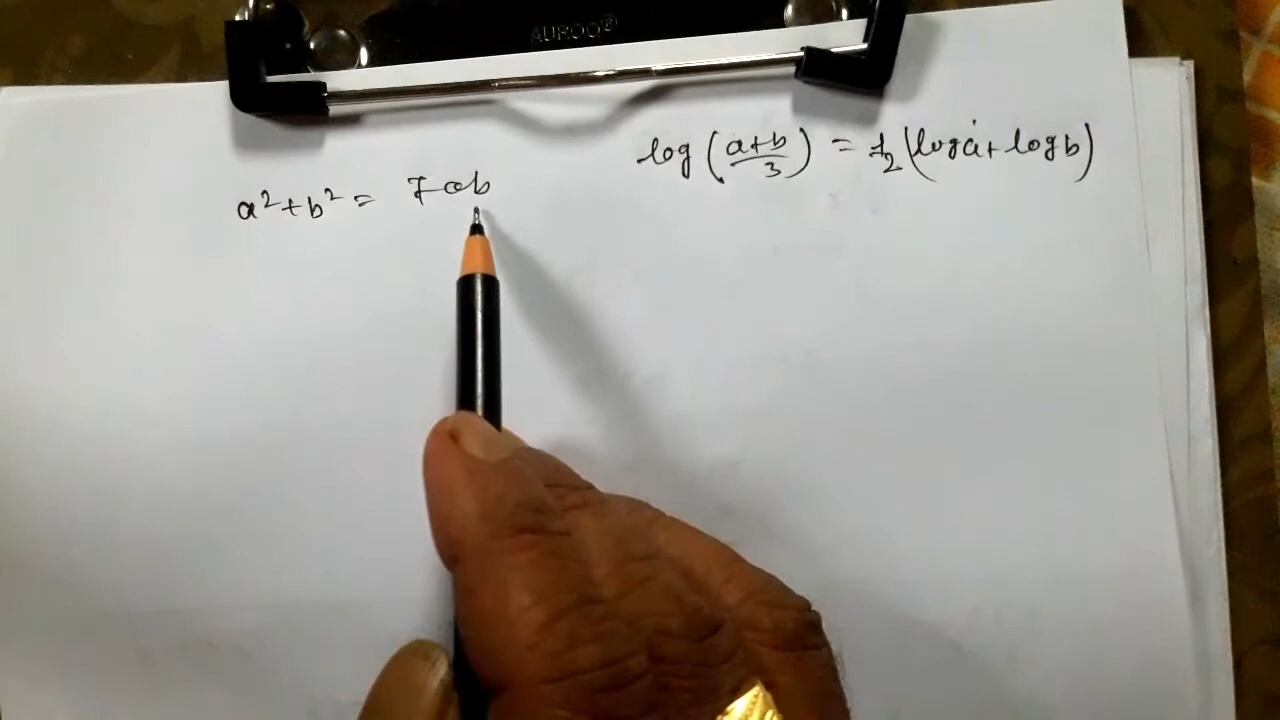 AUROO®
log (a+b/3) = 1/2 (log a + log b)
a² + b² = 7ab